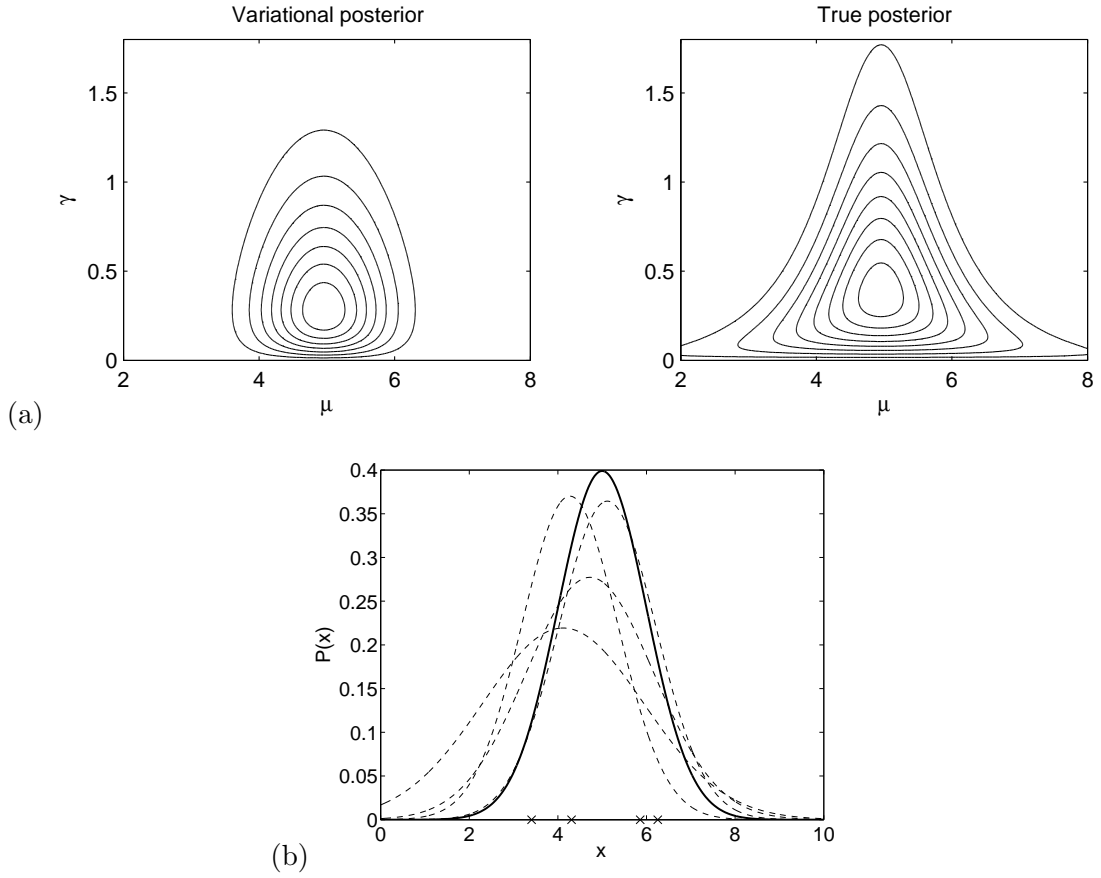 Variational posterior
True posterior
γ
1.5
1
0.5
0
2 4 6 8
μ
γ
1.5
1
0.5
0
2 4 6 8
μ
(a)
P(x)
0.4
0.35
0.3
0.25
0.2
0.15
0.1
0.05
0
0 2 4 6 8 10
x
(b)